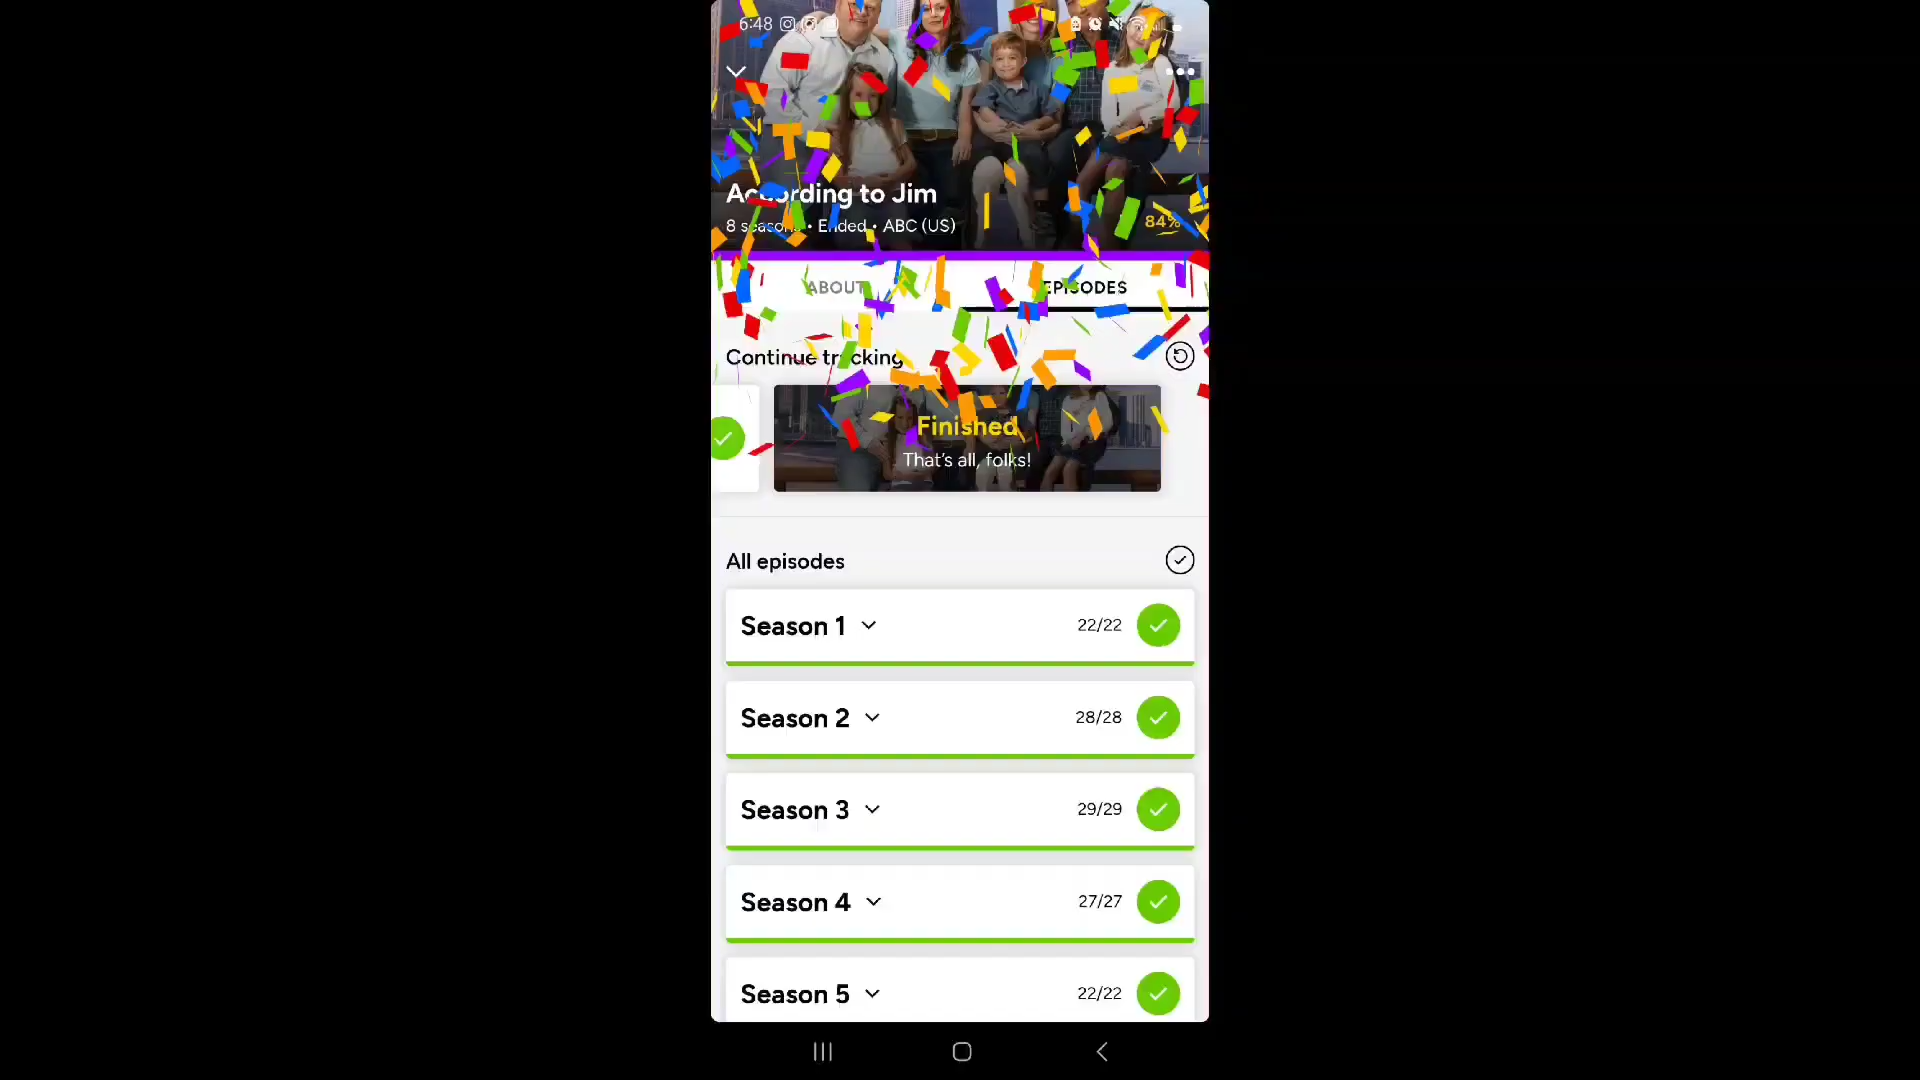 6:48
According to Jim
8 seasons • Ended • ABC (US)
84%
ABOUT
EPISODES
Continue tracking
Finished
That's all, folks!
All episodes
Season 1
22/22
Season 2
28/28
Season 3
29/29
Season 4
27/27
Season 5
22/22